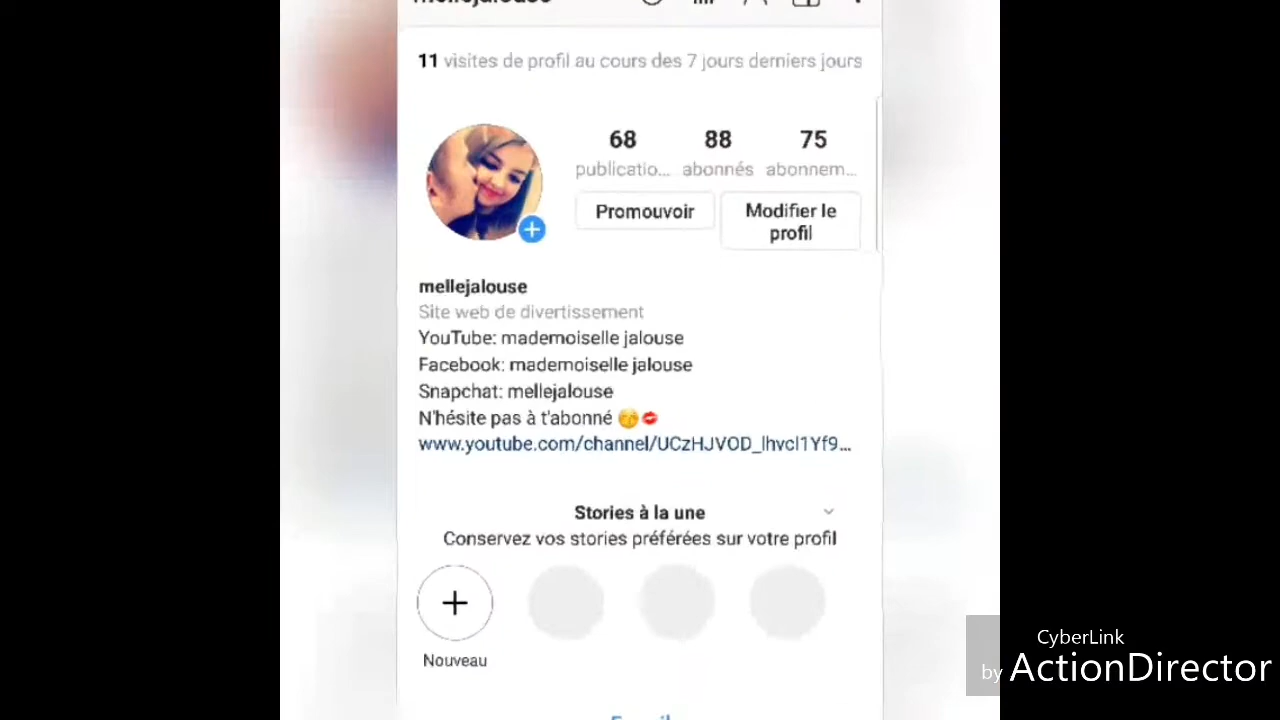 mellejalouse
11 visites de profil au cours des 7 jours derniers jours
68 88 75
publicatio... abonnés abonnem...
Promouvoir
Modifier le
profil
mellejalouse
Site web de divertissement
YouTube: mademoiselle jalouse
Facebook: mademoiselle jalouse
Snapchat: mellejalouse
N'hésite pas à t'abonné 😚💋
www.youtube.com/channel/UCzHJVOD_lhvcl1Yf9...
Stories à la une
Conservez vos stories préférées sur votre profil
Nouveau
CyberLink
by ActionDirector